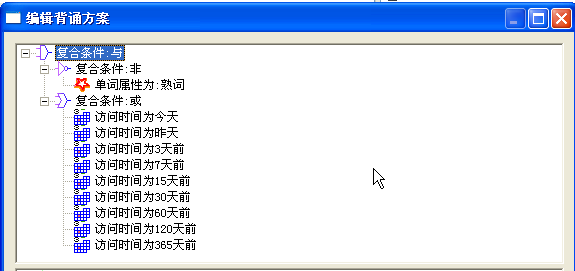 编辑背诵方案
复合条件:与
复合条件:非
单词属性为:熟词
复合条件:或
访问时间为今天
访问时间为昨天
访问时间为3天前
访问时间为7天前
访问时间为15天前
访问时间为30天前
访问时间为60天前
访问时间为120天前
访问时间为365天前